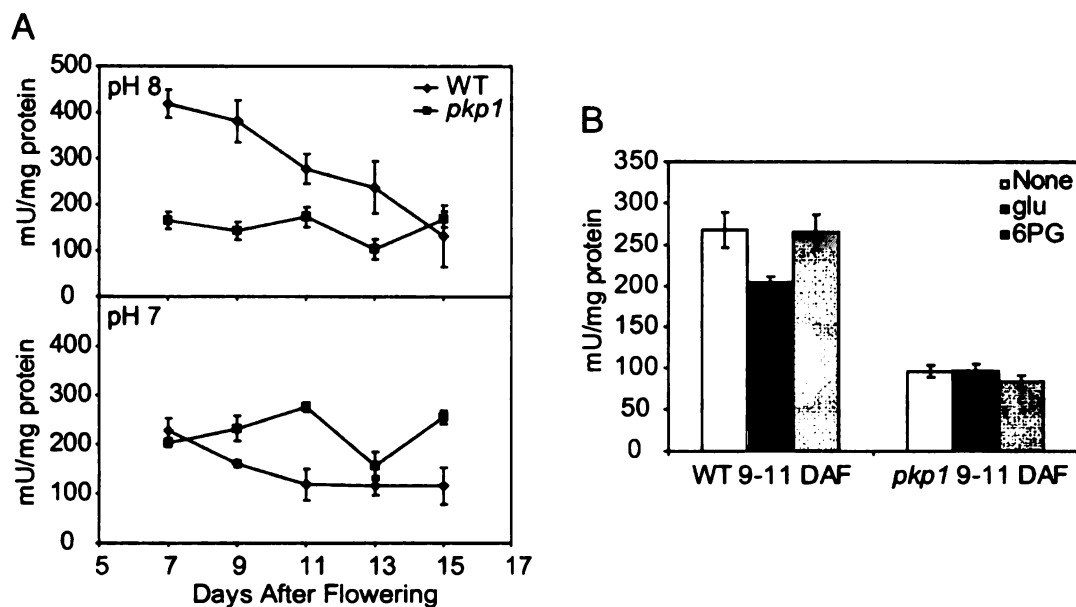 A
500
400
300
200
100
0
mU/mg protein
pH 8
WT
pkp1
pH 7
400
300
200
100
0
mU/mg protein
5 7 9 11 13 15 17
Days After Flowering
B
350
300
250
200
150
100
50
0
mU/mg protein
None
glu
6PG
WT 9-11 DAF
pkp1 9-11 DAF